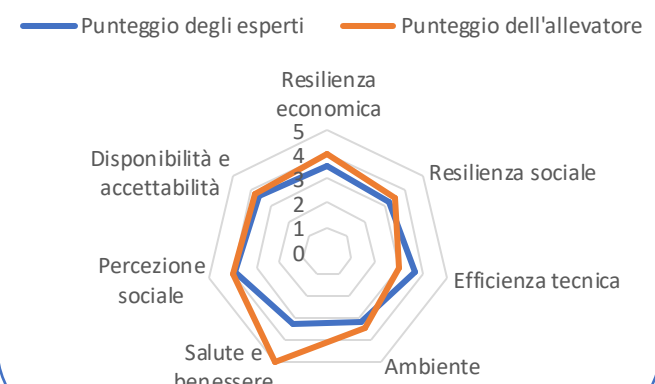 Punteggio degli esperti
Punteggio dell'allevatore
Resilienza
economica
5
4
3
2
1
0
Disponibilità e
accettabilità
Resilienza sociale
Percezione
sociale
Efficienza tecnica
Salute e
benessere
Ambiente